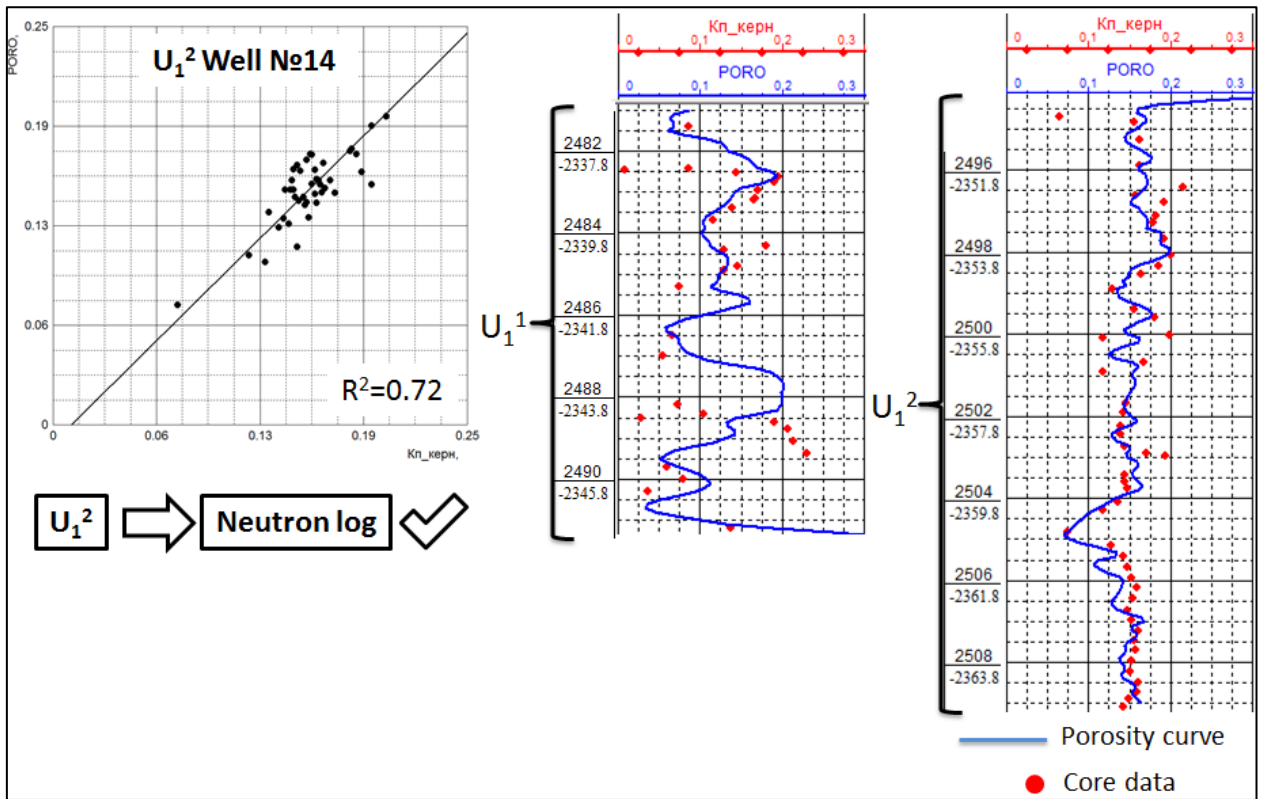 0.25
PORO,
U₁² Well №14
0.19
0.13
0.06
R²=0.72
0
0 0.06 0.13 0.19 0.25
Кп_керн,
U₁²
Neutron log
U₁¹
Кп_керн
0 0,1 0,2 0.3
PORO
0 0,1 0,2 0.3
2482
-2337.8
2484
-2339.8
2486
-2341.8
2488
-2343.8
2490
-2345.8
U₁²
Кп_керн
0 0,1 0,2 0.3
PORO
0 0,1 0,2 0.3
2496
-2351.8
2498
-2353.8
2500
-2355.8
2502
-2357.8
2504
-2359.8
2506
-2361.8
2508
-2363.8
Porosity curve
Core data